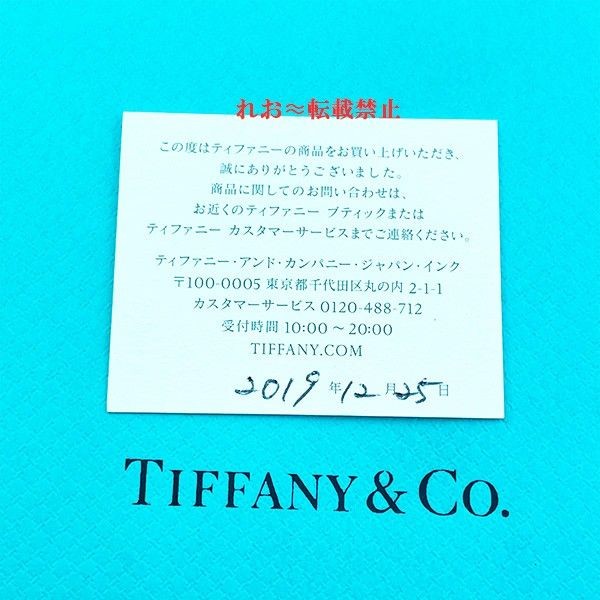 れお≈転載禁止
この度はティファニーの商品をお買い上げいただき、
誠にありがとうございました。
商品に関してのお問い合わせは、
お近くのティファニー ブティックまたは
ティファニー カスタマーサービスまでご連絡ください。
ティファニー・アンド・カンパニー・ジャパン・インク
〒100-0005 東京都千代田区丸の内 2-1-1
カスタマーサービス 0120-488-712
受付時間 10:00～20:00
TIFFANY.COM
2019年12月25日
TIFFANY & CO.